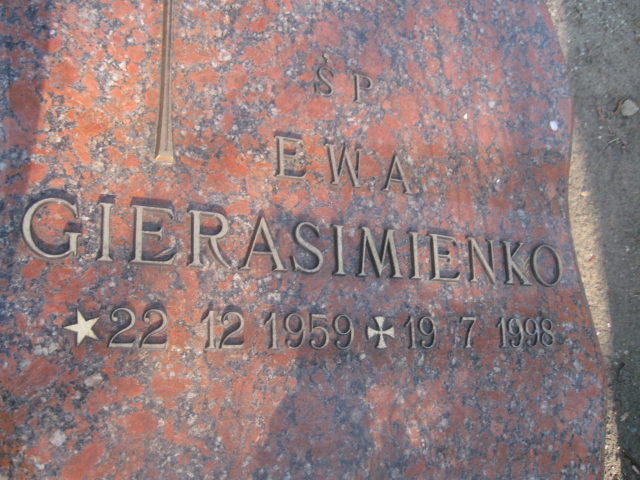 ŚP
EWA
GIERASIMIENKO
22 12 1959 19 7 1998